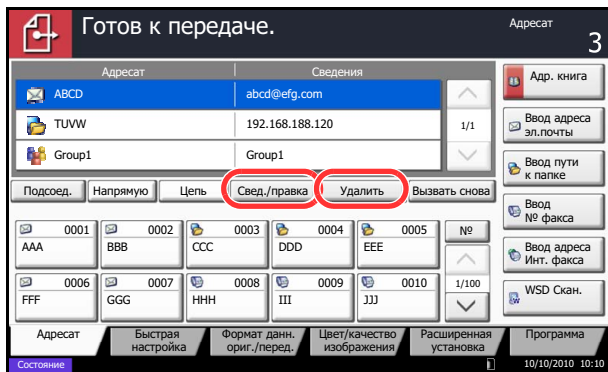 Готов к передаче.
Адресат
3
Адресат Сведения
ABCD abcd@efg.com
TUVW 192.168.188.120
Group1 Group1
1/1
Адр. книга
Ввод адреса
эл.почты
Ввод пути
к папке
Ввод
№ факса
Ввод адреса
Инт. факса
WSD Скан.
Подсоед. Напрямую Цепь Свед./правка Удалить Вызвать снова
0001 0002 0003 0004 0005 №
AAA BBB CCC DDD EEE
0006 0007 0008 0009 0010 1/100
FFF GGG HHH III JJJ
Адресат
Быстрая
настройка
Формат данн.
ориг./перед.
Цвет/качество
изображения
Расширенная
установка
Программа
Состояние 10/10/2010 10:10